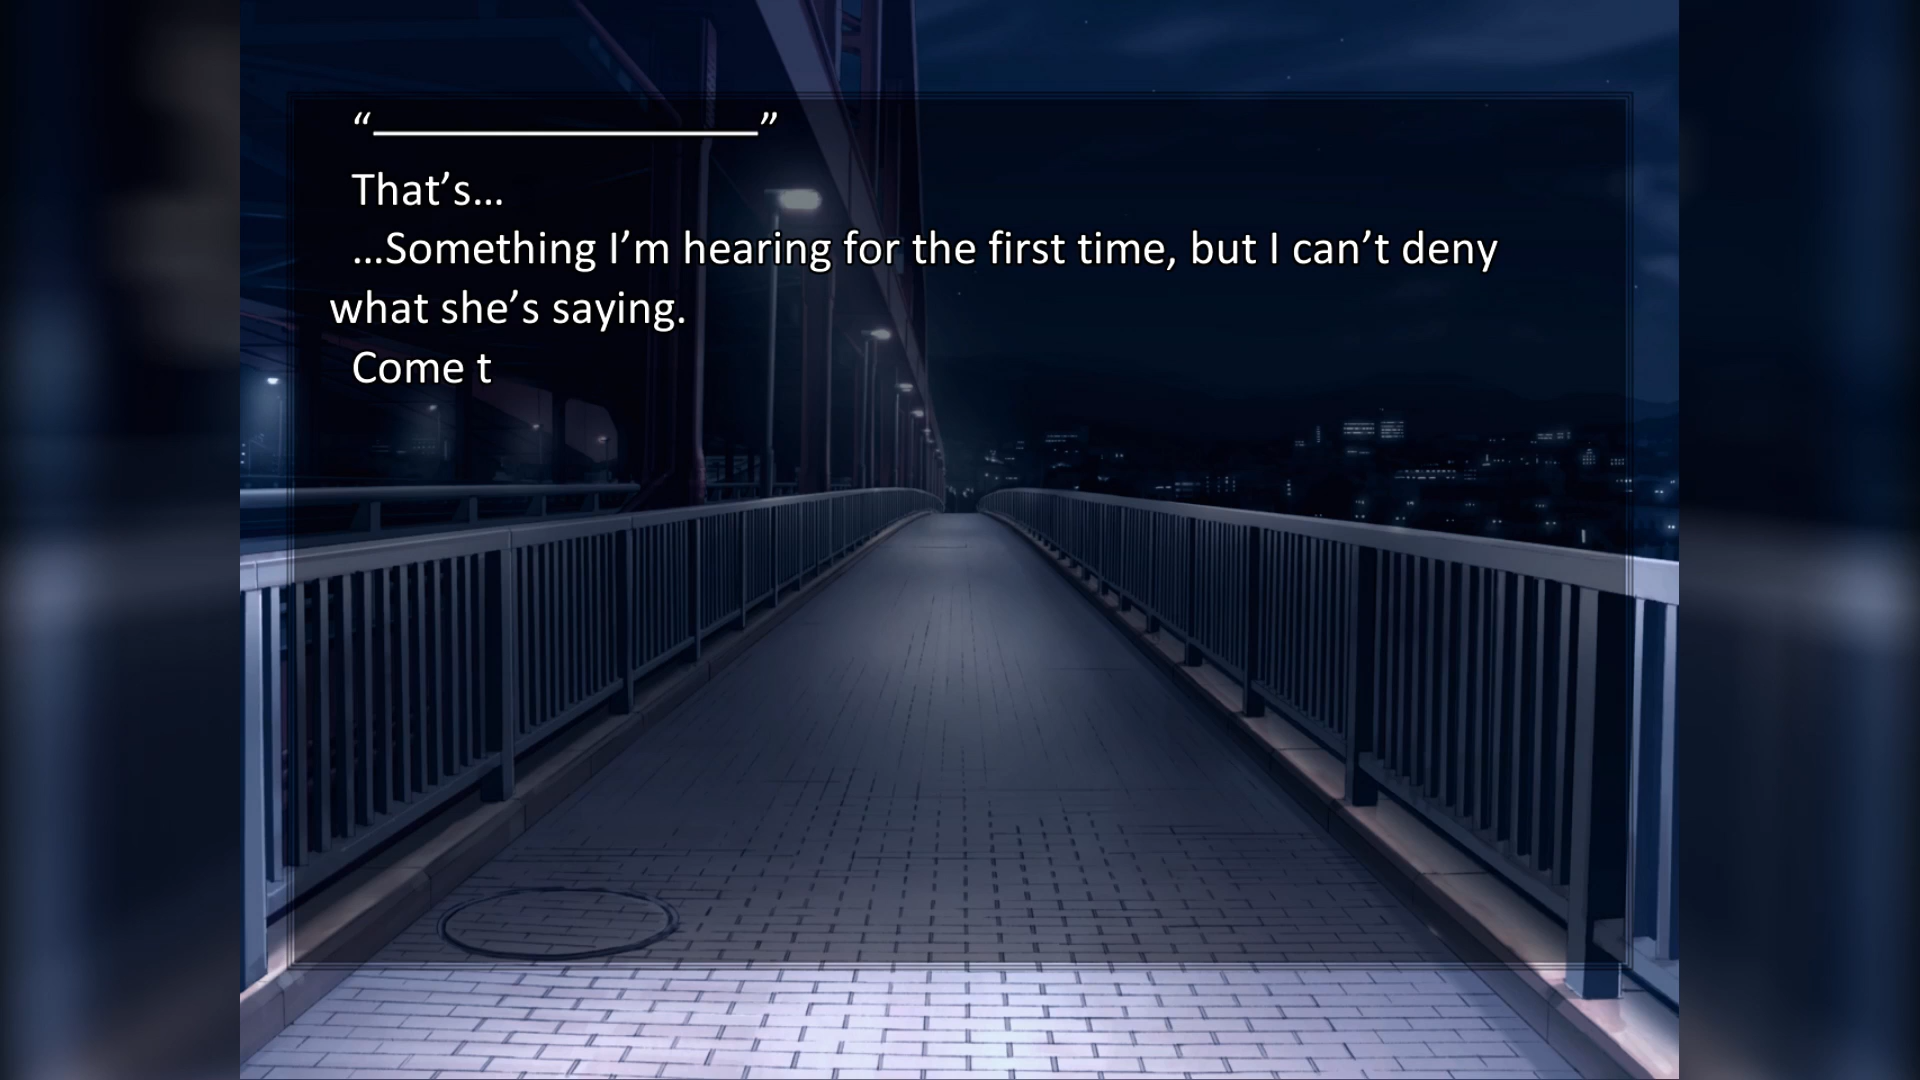 “―――――――――”
That’s...
...Something I’m hearing for the first time, but I can’t deny
what she’s saying.
Come t